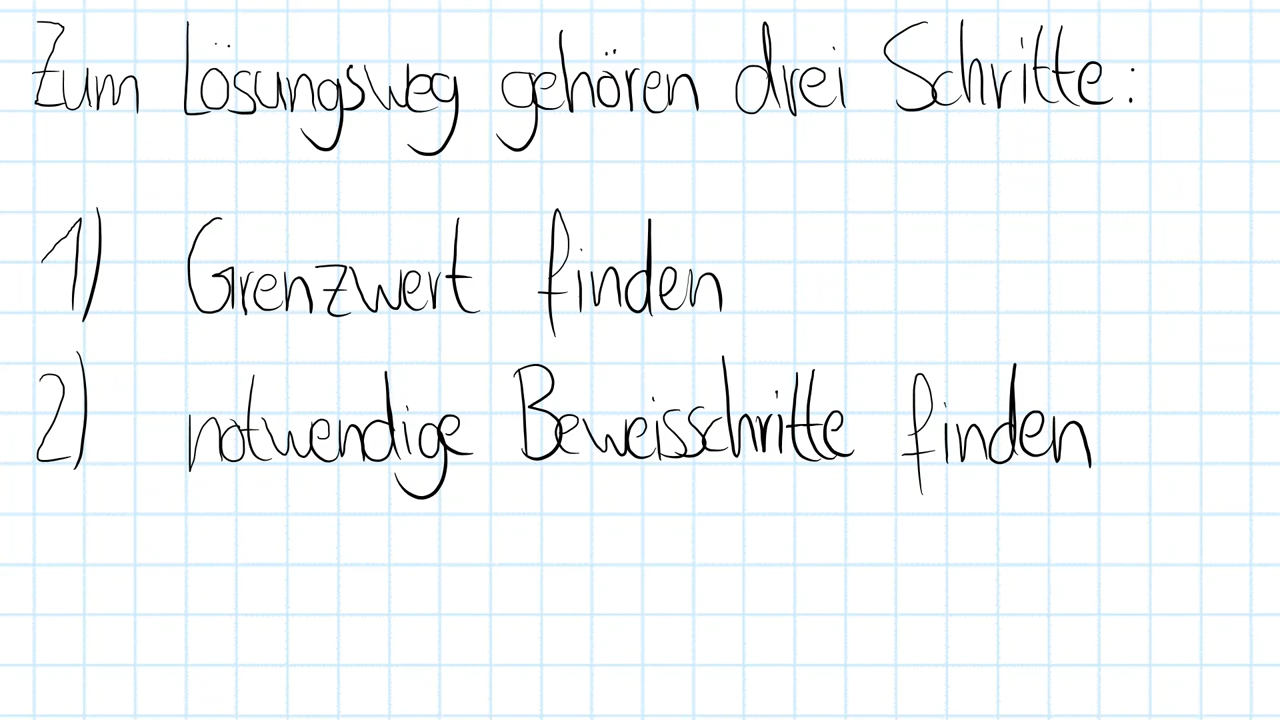 Zum Lösungsweg gehören drei Schritte:
1) Grenzwert finden
2) notwendige Beweisschritte finden